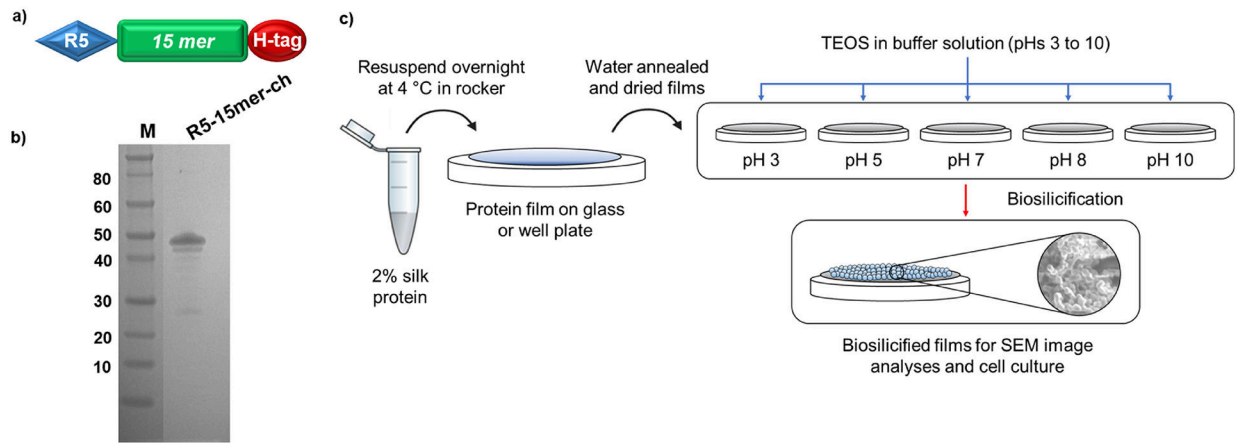 a)
R5
15 mer
H-tag
b)
M
R5-15mer-ch
80
60
50
40
30
20
10
c)
Resuspend overnight
at 4 °C in rocker
Water annealed
and dried films
TEOS in buffer solution (pHs 3 to 10)
2% silk
protein
Protein film on glass
or well plate
pH 3
pH 5
pH 7
pH 8
pH 10
Biosilicification
Biosilicified films for SEM image
analyses and cell culture